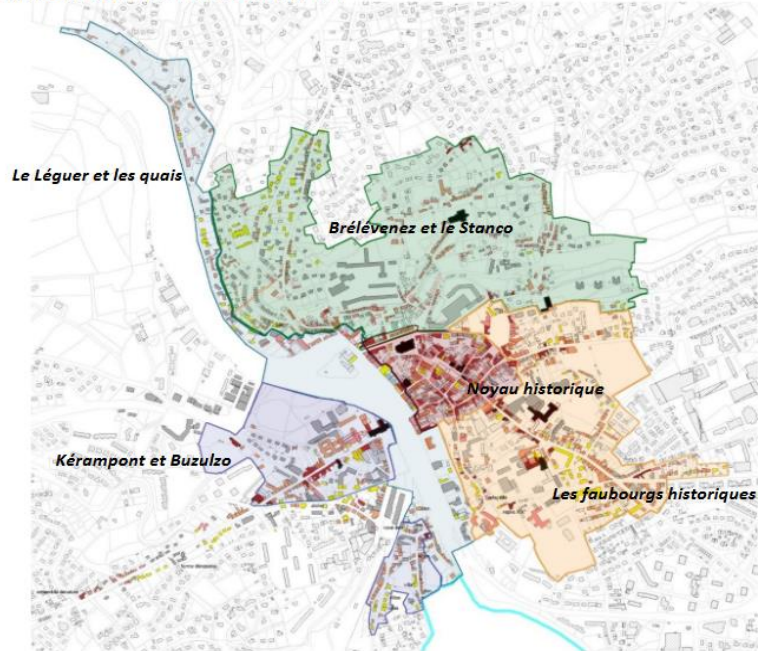 Le Léguer et les quais
Brélévenez et le Stanco
Noyau historique
Kérampont et Buzulzo
Les faubourgs historiques